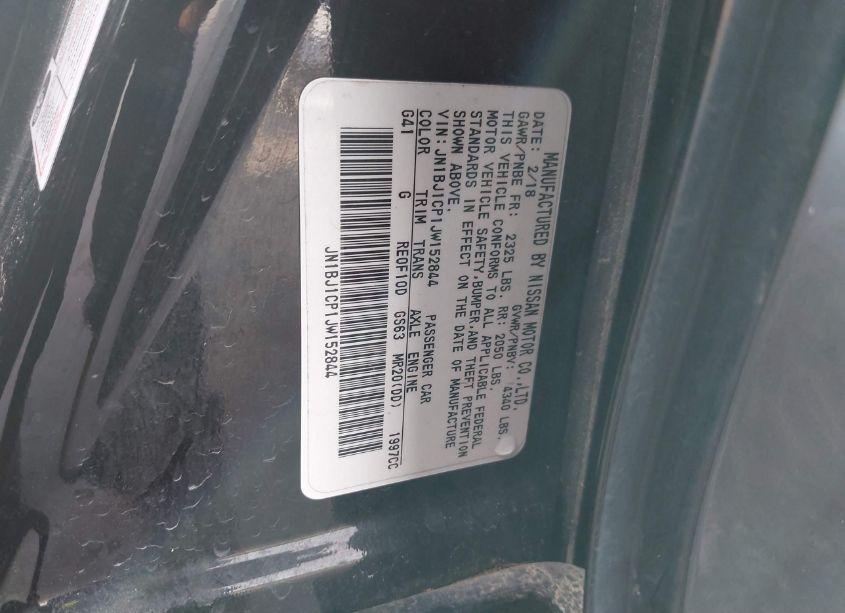 MANUFACTURED BY NISSAN MOTOR CO.,LTD.
DATE: 2/18 GVWR/PNBV: 4340 LBS.
GAWR/PNBE FR: 2325 LBS. RR: 2050 LBS.
THIS VEHICLE CONFORMS TO ALL APPLICABLE FEDERAL
MOTOR VEHICLE SAFETY,BUMPER,AND THEFT PREVENTION
STANDARDS IN EFFECT ON THE DATE OF MANUFACTURE
SHOWN ABOVE.
VIN:JN1BJ1CP1JW152844 PASSENGER CAR
COLOR TRIM TRANS AXLE ENGINE
G41 G RE0F10D GS63 MR20(DD) 1997CC
JN1BJ1CP1JW152844